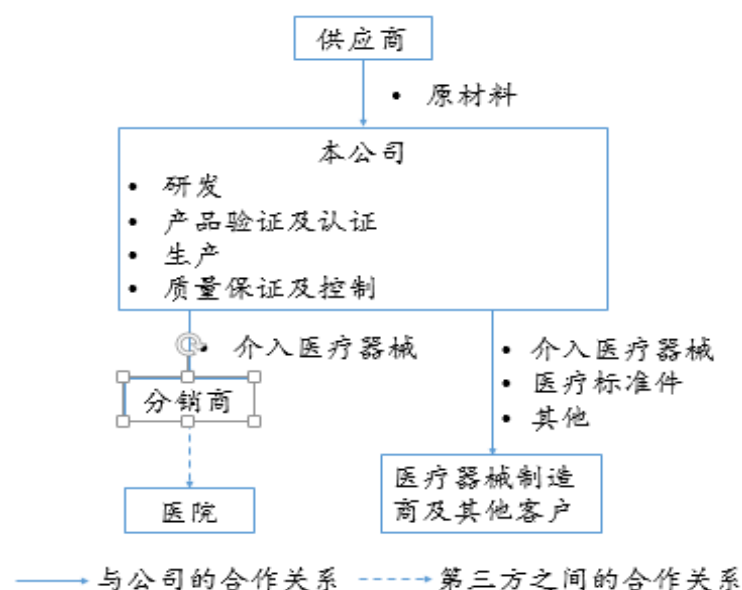 供应商
• 原材料
本公司
• 研发
• 产品验证及认证
• 生产
• 质量保证及控制
• 介入医疗器械
分销商
医院
• 介入医疗器械
• 医疗标准件
• 其他
医疗器械制造
商及其他客户
与公司的合作关系
第三方之间的合作关系